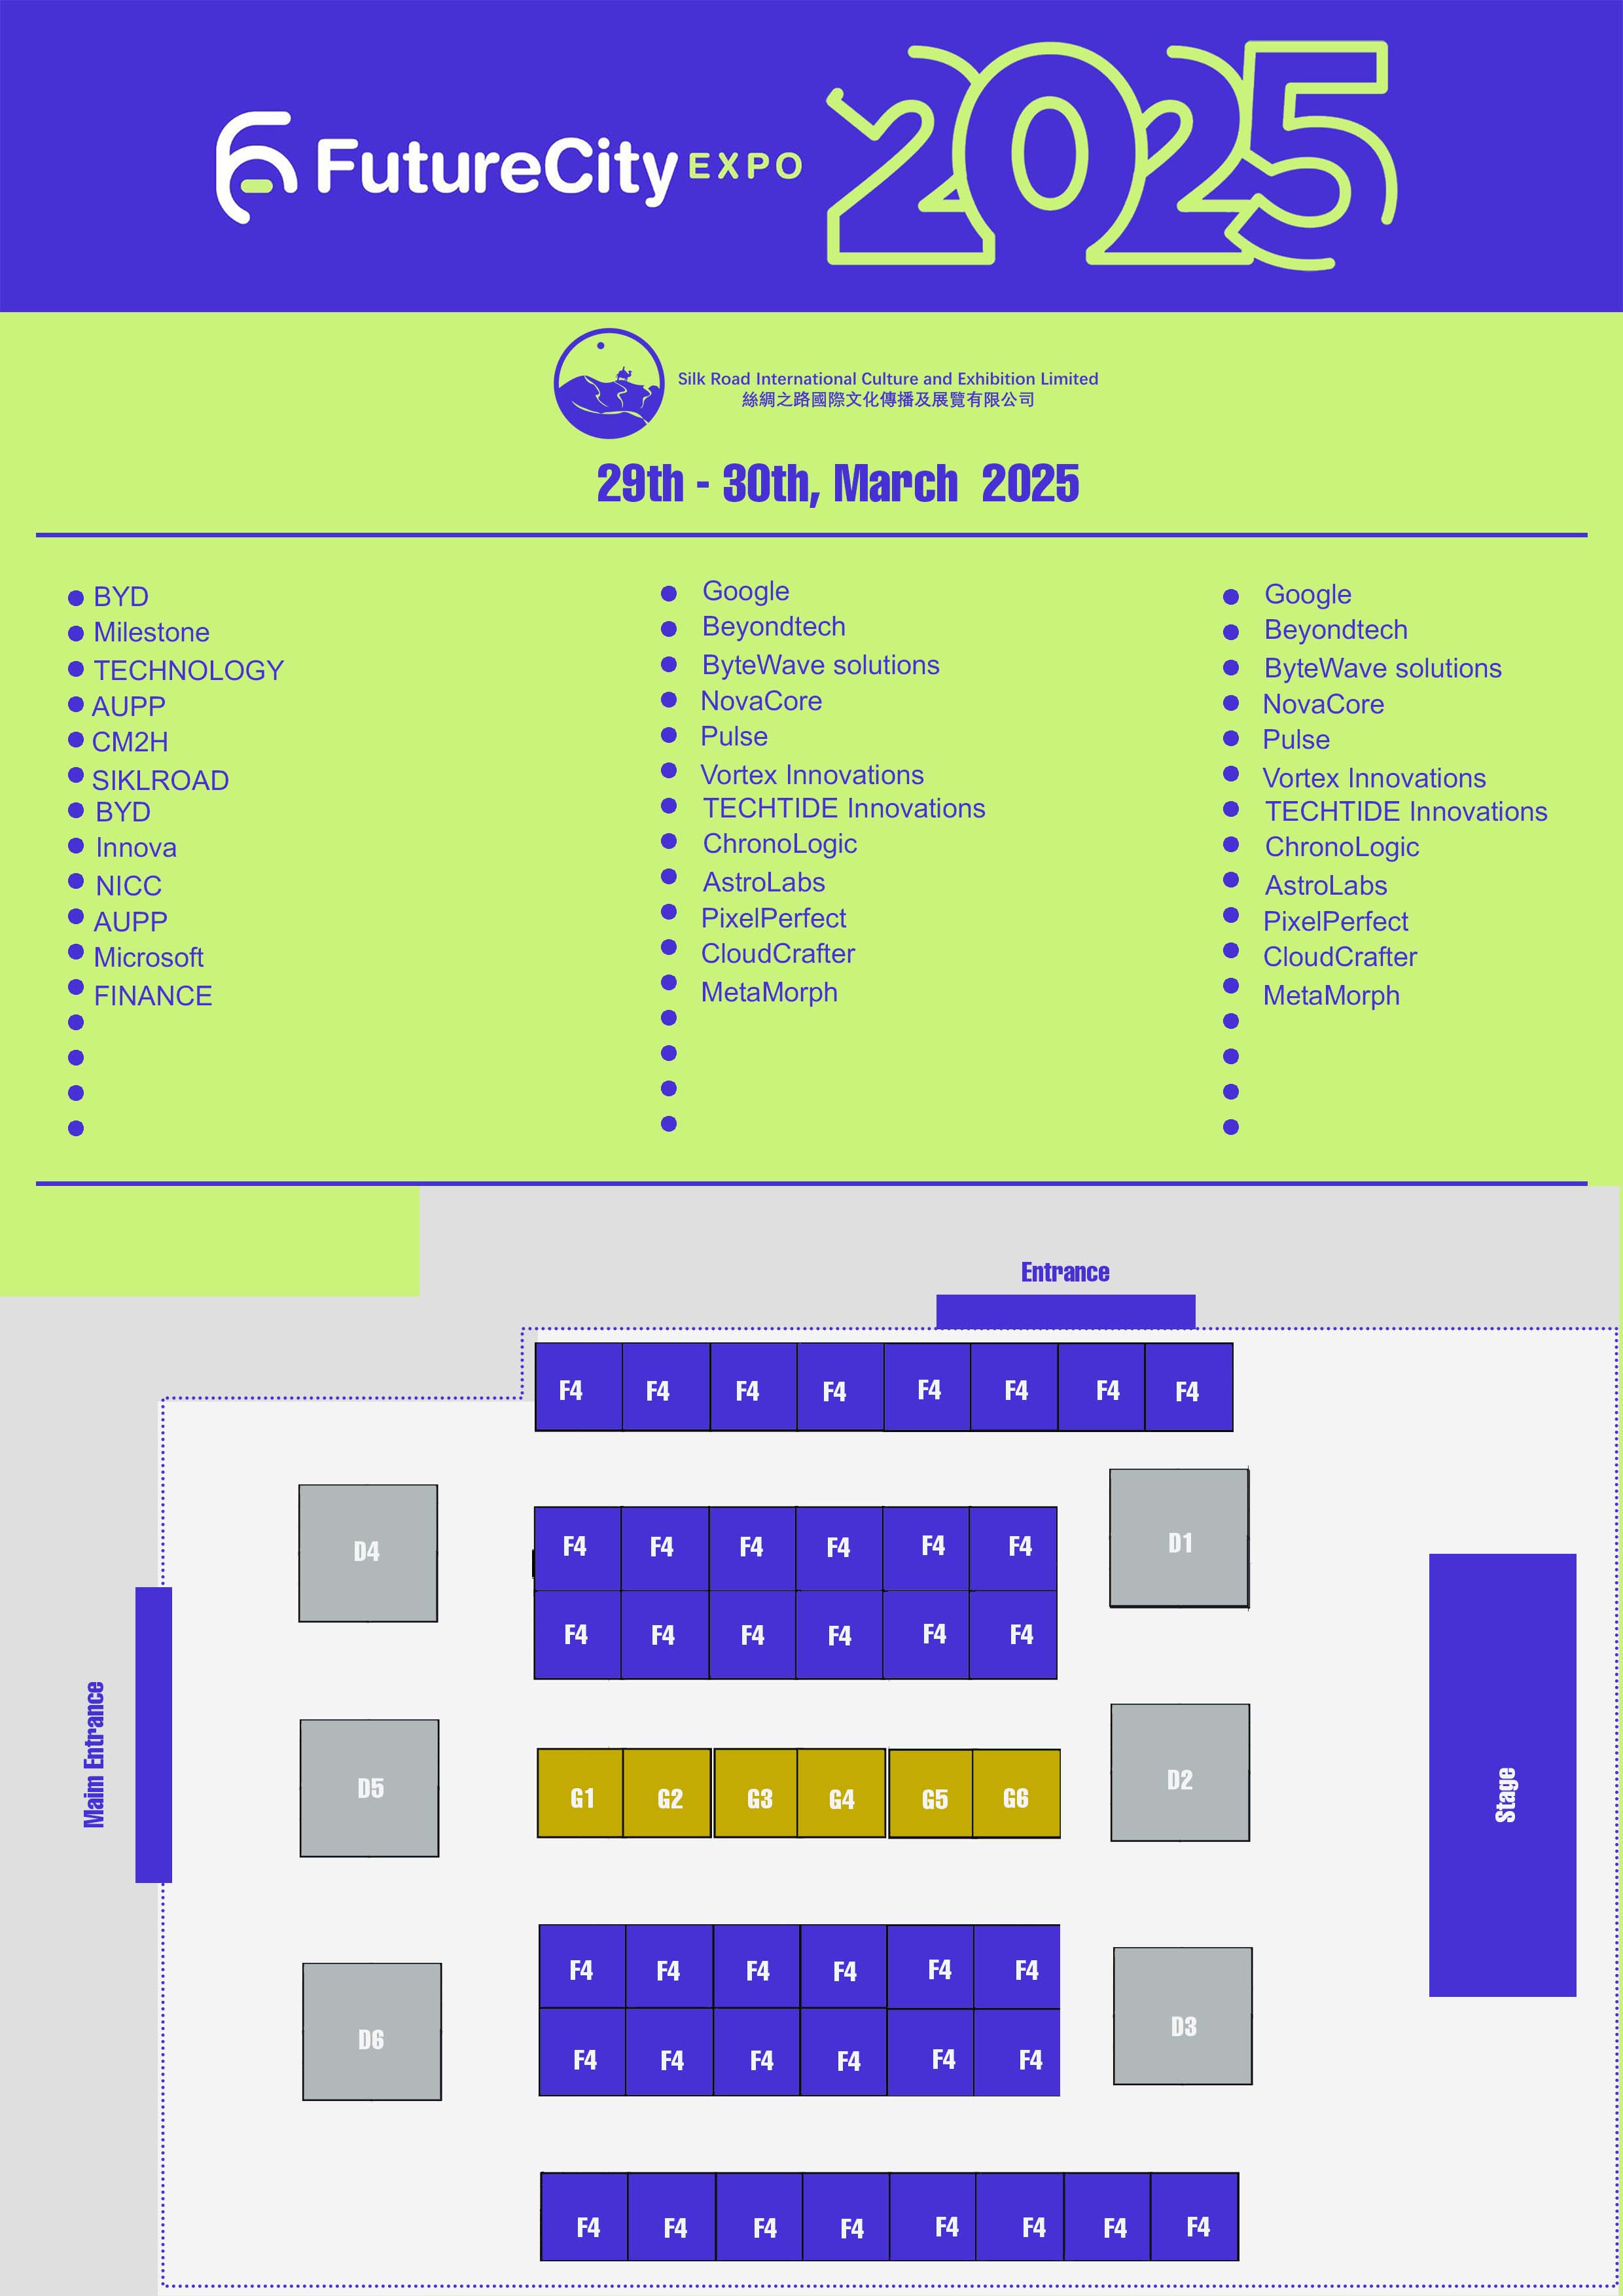 FutureCity EXPO 2025
Silk Road International Culture and Exhibition Limited
絲綢之路國際文化傳播及展覽有限公司
29th - 30th, March 2025
BYD
Milestone
TECHNOLOGY
AUPP
CM2H
SIKLROAD
BYD
Innova
NICC
AUPP
Microsoft
FINANCE
Google
Beyondtech
ByteWave solutions
NovaCore
Pulse
Vortex Innovations
TECHTIDE Innovations
ChronoLogic
AstroLabs
PixelPerfect
CloudCrafter
MetaMorph
Google
Beyondtech
ByteWave solutions
NovaCore
Pulse
Vortex Innovations
TECHTIDE Innovations
ChronoLogic
AstroLabs
PixelPerfect
CloudCrafter
MetaMorph
Entrance
F4 F4 F4 F4 F4 F4 F4 F4
D4
F4 F4 F4 F4 F4 F4
D1
F4 F4 F4 F4 F4 F4
Maim Entrance
D5
G1 G2 G3 G4 G5 G6
D2
Stage
F4 F4 F4 F4 F4 F4
D6
F4 F4 F4 F4 F4 F4
D3
F4 F4 F4 F4 F4 F4 F4 F4